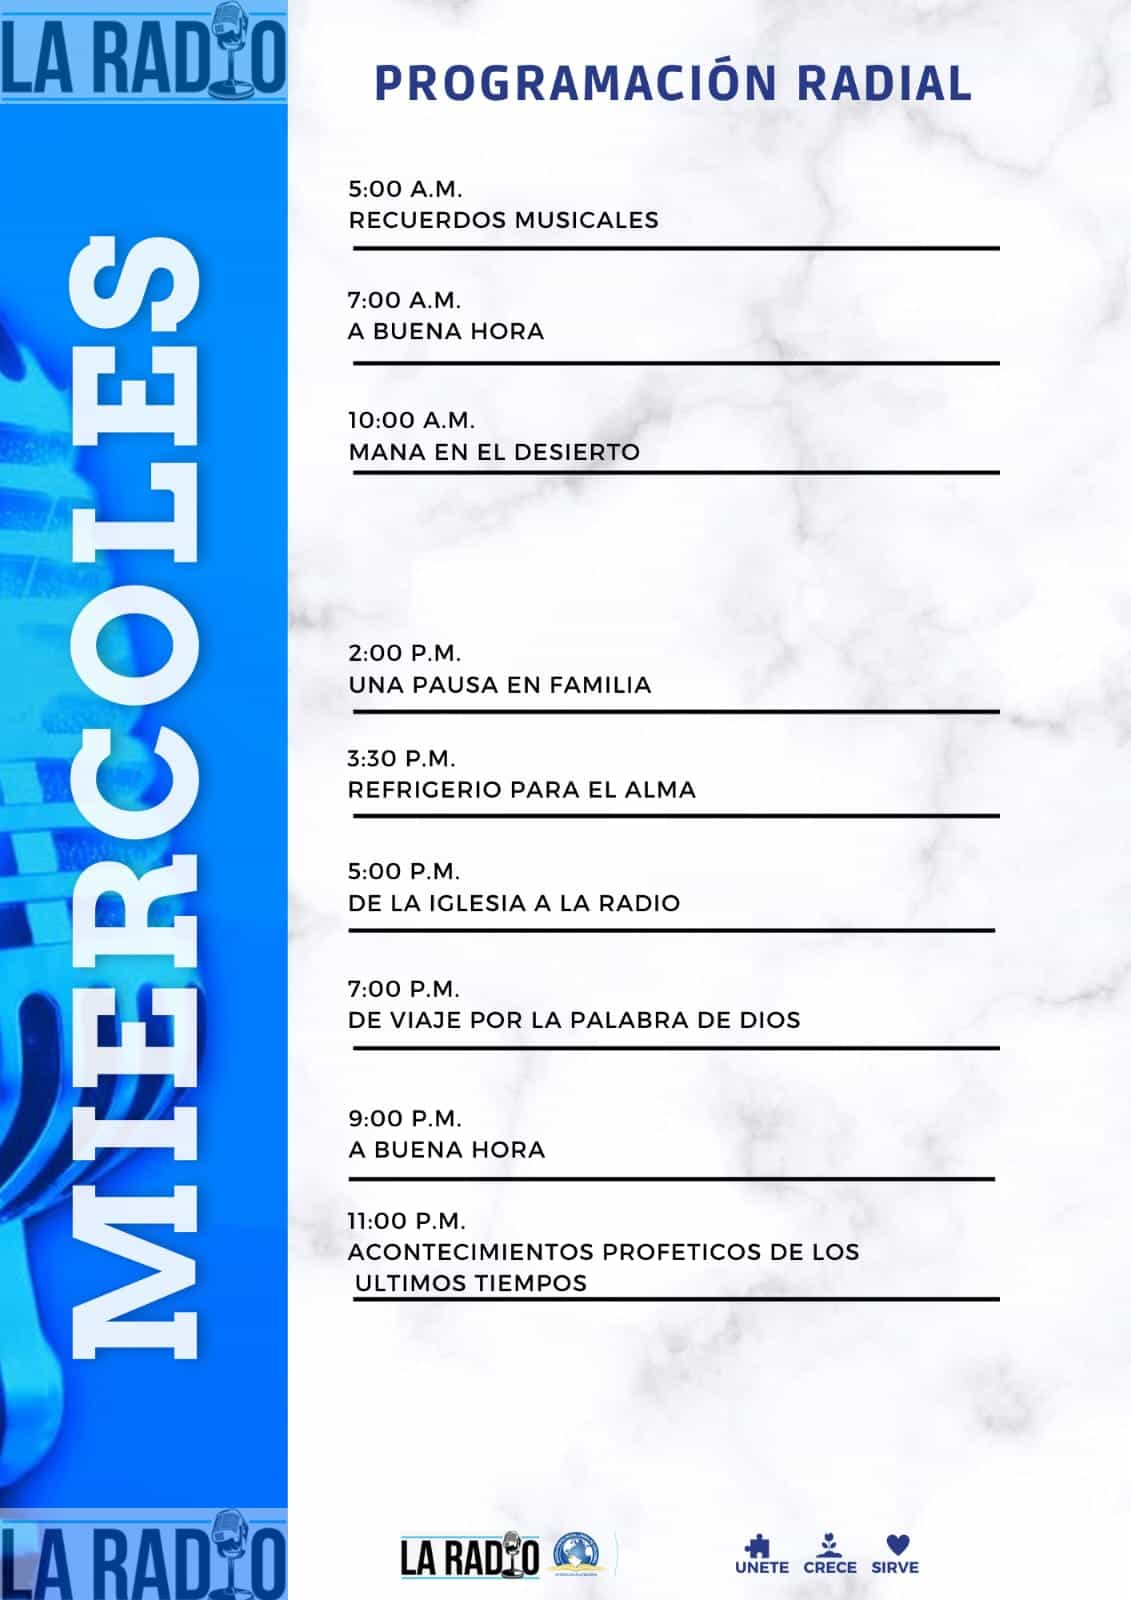 LA RADIO
PROGRAMACIÓN RADIAL
MIERCOLES
5:00 A.M.
RECUERDOS MUSICALES
7:00 A.M.
A BUENA HORA
10:00 A.M.
MANA EN EL DESIERTO
2:00 P.M.
UNA PAUSA EN FAMILIA
3:30 P.M.
REFRIGERIO PARA EL ALMA
5:00 P.M.
DE LA IGLESIA A LA RADIO
7:00 P.M.
DE VIAJE POR LA PALABRA DE DIOS
9:00 P.M.
A BUENA HORA
11:00 P.M.
ACONTECIMIENTOS PROFETICOS DE LOS
ULTIMOS TIEMPOS
LA RADIO
LA RADIO
UNETE CRECE SIRVE